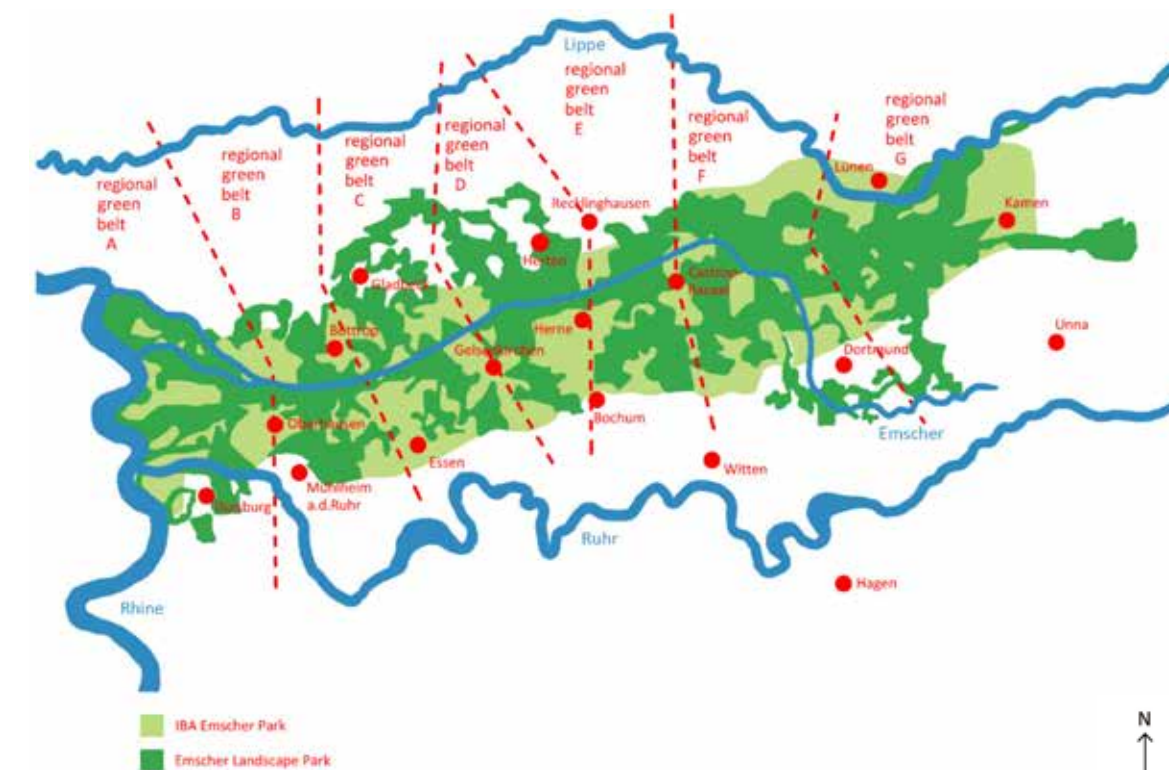 Lippe
regional
green
belt
E
regional
green
belt
A
regional
green
belt
B
regional
green
belt
C
regional
green
belt
D
regional
green
belt
F
regional
green
belt
G
Lünen
Recklinghausen
Kamen
Herten
Gladbeck
Castrop
Rauxel
Herne
Bottrop
Gelsenkirchen
Unna
Dortmund
Oberhausen
Bochum
Emscher
Essen
Witten
Mühlheim
a.d.Ruhr
Duisburg
Ruhr
Hagen
Rhine
IBA Emscher Park
Emscher Landscape Park
N